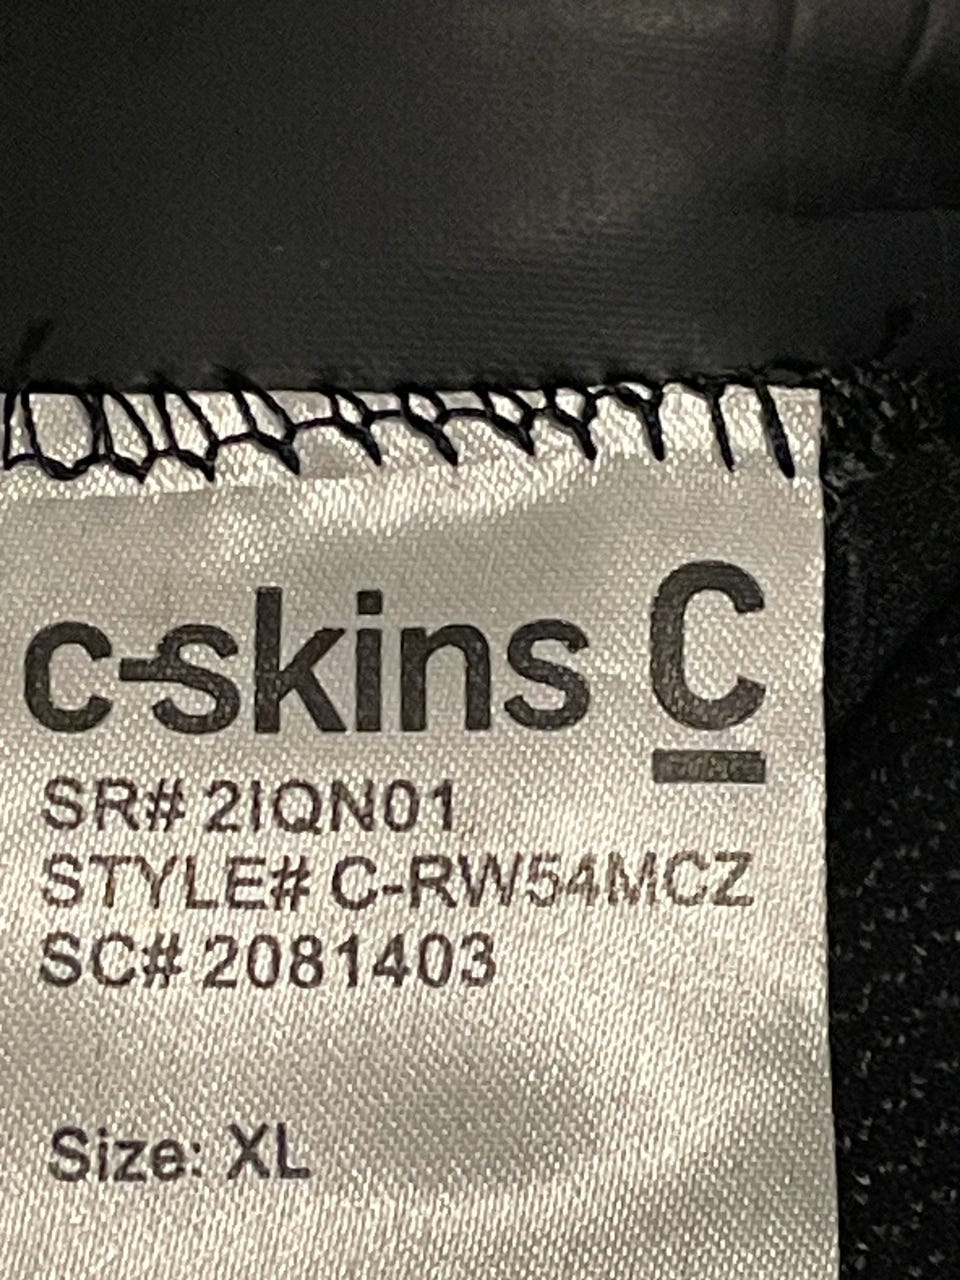 c-skins C
SR# 2IQN01
STYLE# C-RW54MCZ
SC# 2081403
Size: XL